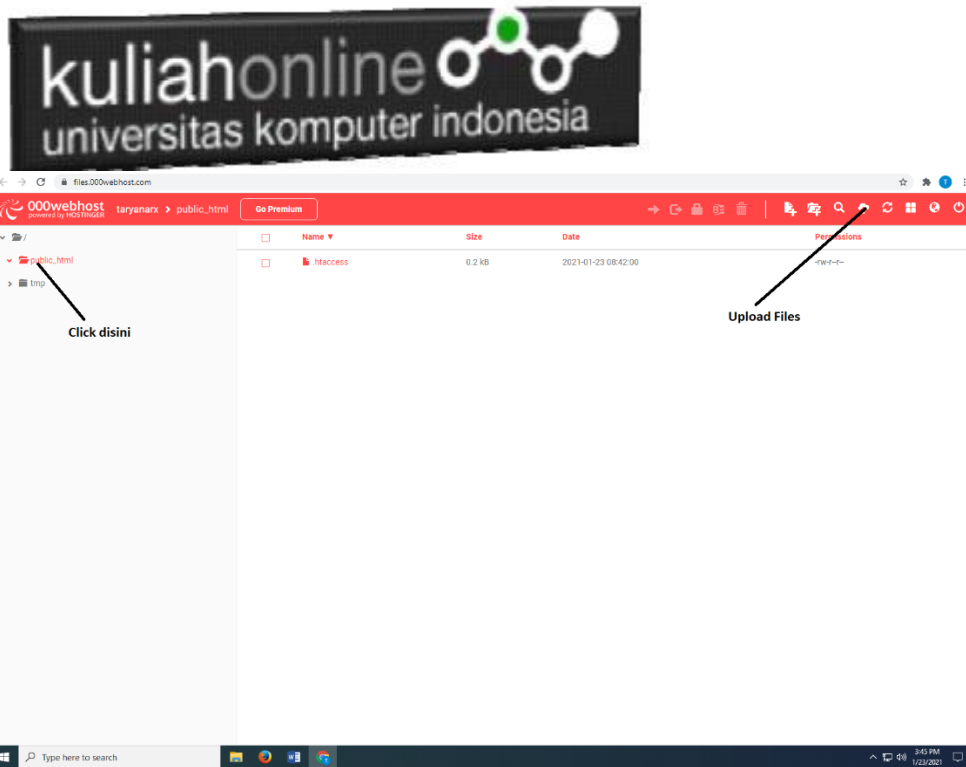 kuliahonline
universitas komputer indonesia
files.000webhost.com
000webhost
powered by HOSTINGER
taryanarx > public_html
Go Premium
/
Name ▼ Size Date Permissions
public_html
.htaccess 0.2 kB 2021-01-23 08:42:00 -rw-r--r--
tmp
Click disini
Upload Files
Type here to search
3:45 PM
1/23/2021